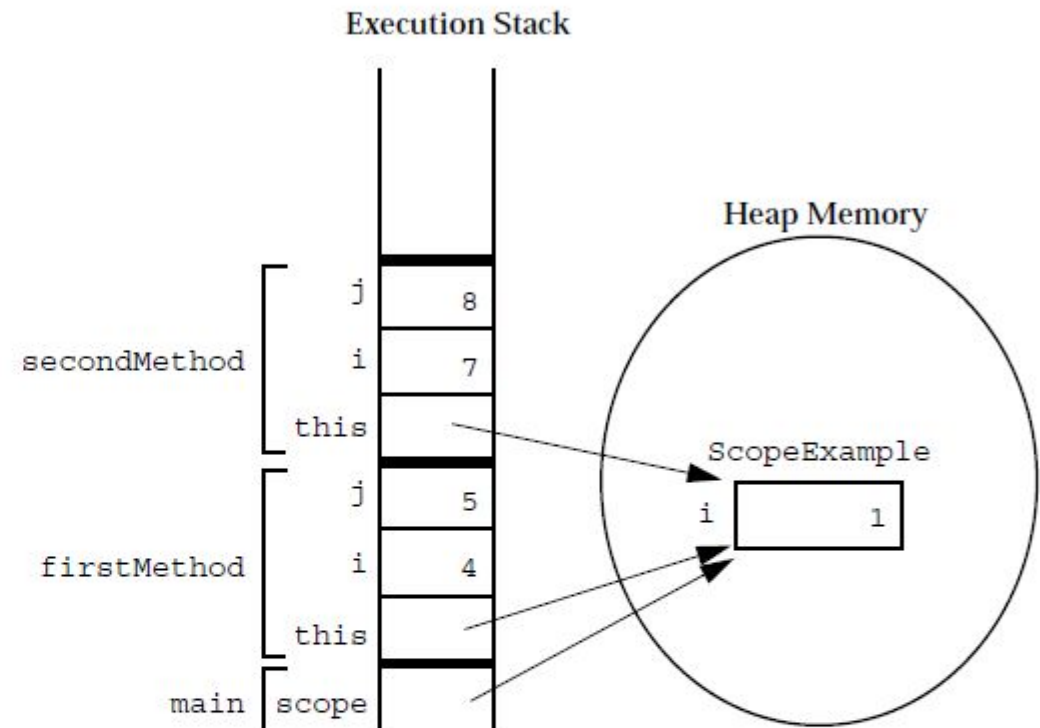 Execution Stack
Heap Memory
j 8
secondMethod i 7
this
ScopeExample
i 1
j 5
firstMethod i 4
this
main scope